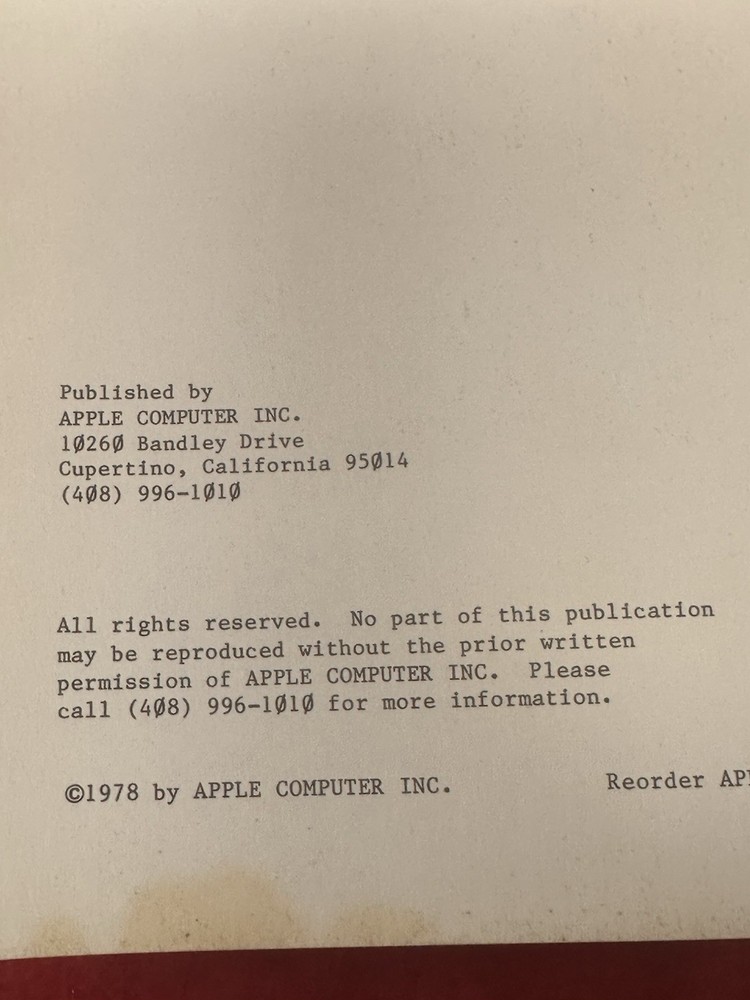 Published by
APPLE COMPUTER INC.
1Ø26Ø Bandley Drive
Cupertino, California 95Ø14
(4Ø8) 996-1Ø1Ø
All rights reserved. No part of this publication
may be reproduced without the prior written
permission of APPLE COMPUTER INC. Please
call (4Ø8) 996-1Ø1Ø for more information.
©1978 by APPLE COMPUTER INC. Reorder